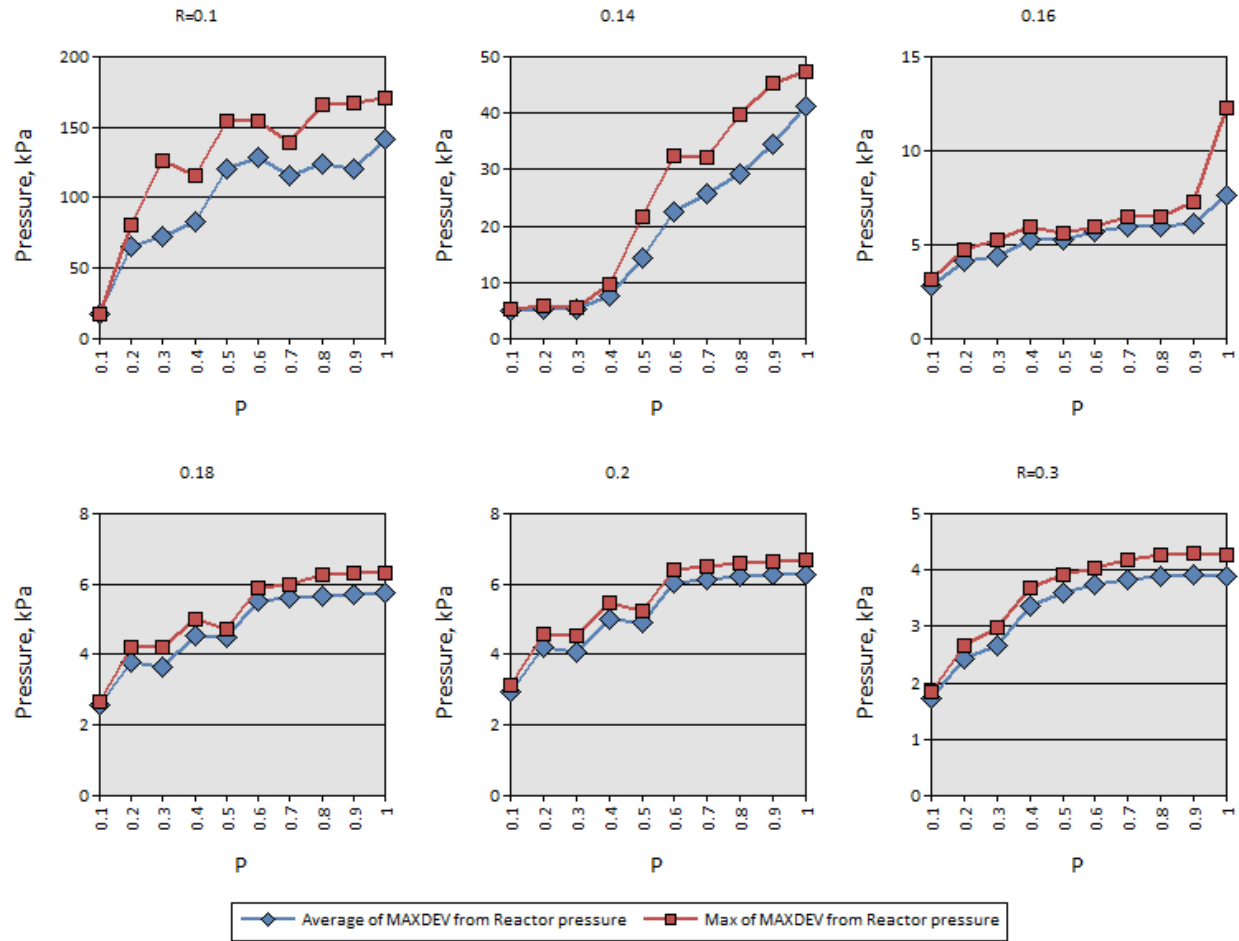 R=0.1
0.14
0.16
200
150
100
50
0
Pressure, kPa
0.1 0.2 0.3 0.4 0.5 0.6 0.7 0.8 0.9 1
P
50
40
30
20
10
0
Pressure, kPa
0.1 0.2 0.3 0.4 0.5 0.6 0.7 0.8 0.9 1
P
15
10
5
0
Pressure, kPa
0.1 0.2 0.3 0.4 0.5 0.6 0.7 0.8 0.9 1
P
0.18
0.2
R=0.3
8
6
4
2
0
Pressure, kPa
0.1 0.2 0.3 0.4 0.5 0.6 0.7 0.8 0.9 1
P
8
6
4
2
0
Pressure, kPa
0.1 0.2 0.3 0.4 0.5 0.6 0.7 0.8 0.9 1
P
5
4
3
2
1
0
Pressure, kPa
0.1 0.2 0.3 0.4 0.5 0.6 0.7 0.8 0.9 1
P
Average of MAXDEV from Reactor pressure
Max of MAXDEV from Reactor pressure